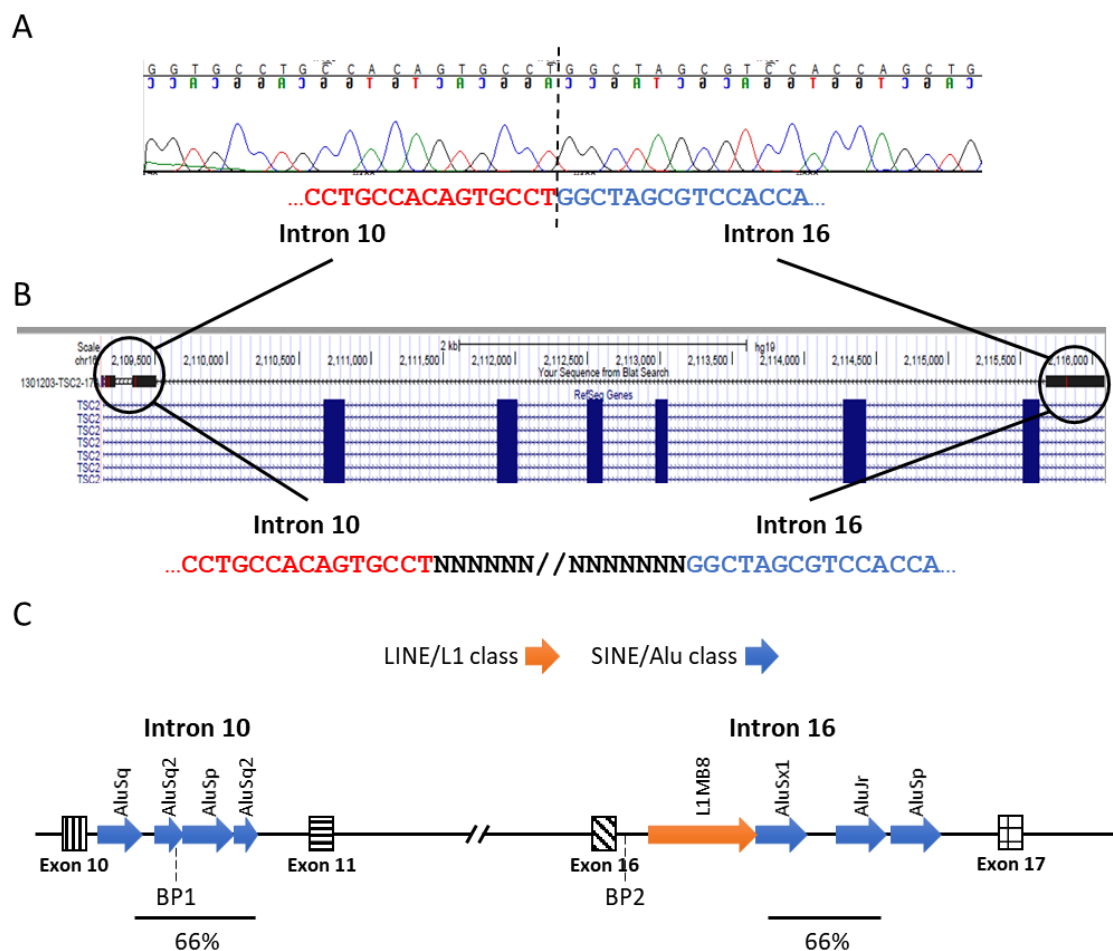 A
G G T G C C T G C C A C A G T G C C T G G C T A G C G T C C A C C A G C T G
C C A C G G A C G G T G T C A C G G A C C G A T C G C A G G T G G T C G A C
...CCTGCCACAGTGCCTGGCTAGCGTCCACCA...
Intron 10 Intron 16
B
Scale 2 kb hg19
chr16: 2,109,500 2,110,000 2,110,500 2,111,000 2,111,500 2,112,000 2,112,500 2,113,000 2,113,500 2,114,000 2,114,500 2,115,000 2,115,500 2,116,000
Your Sequence from Blat Search
1301203-TSC2-17
RefSeq Genes
TSC2
TSC2
TSC2
TSC2
TSC2
TSC2
TSC2
Intron 10 Intron 16
...CCTGCCACAGTGCCTNNNNNN//NNNNNNNGGCTAGCGTCCACCA...
C
LINE/L1 class SINE/Alu class
Intron 10 Intron 16
AluSq AluSq2 AluSp AluSq2 L1MB8 AluSx1 AluJr AluSp
Exon 10 Exon 11 Exon 16 Exon 17
BP1 BP2
66% 66%